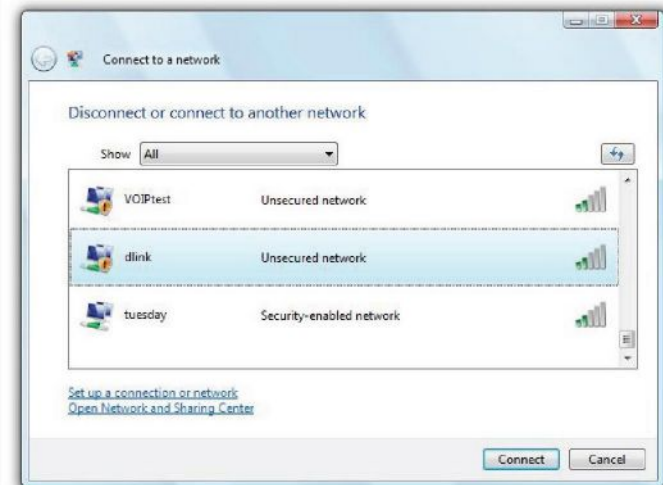 Connect to a network
Disconnect or connect to another network
Show All
VOIPtest Unsecured network
dlink Unsecured network
tuesday Security-enabled network
Set up a connection or network
Open Network and Sharing Center
Connect Cancel